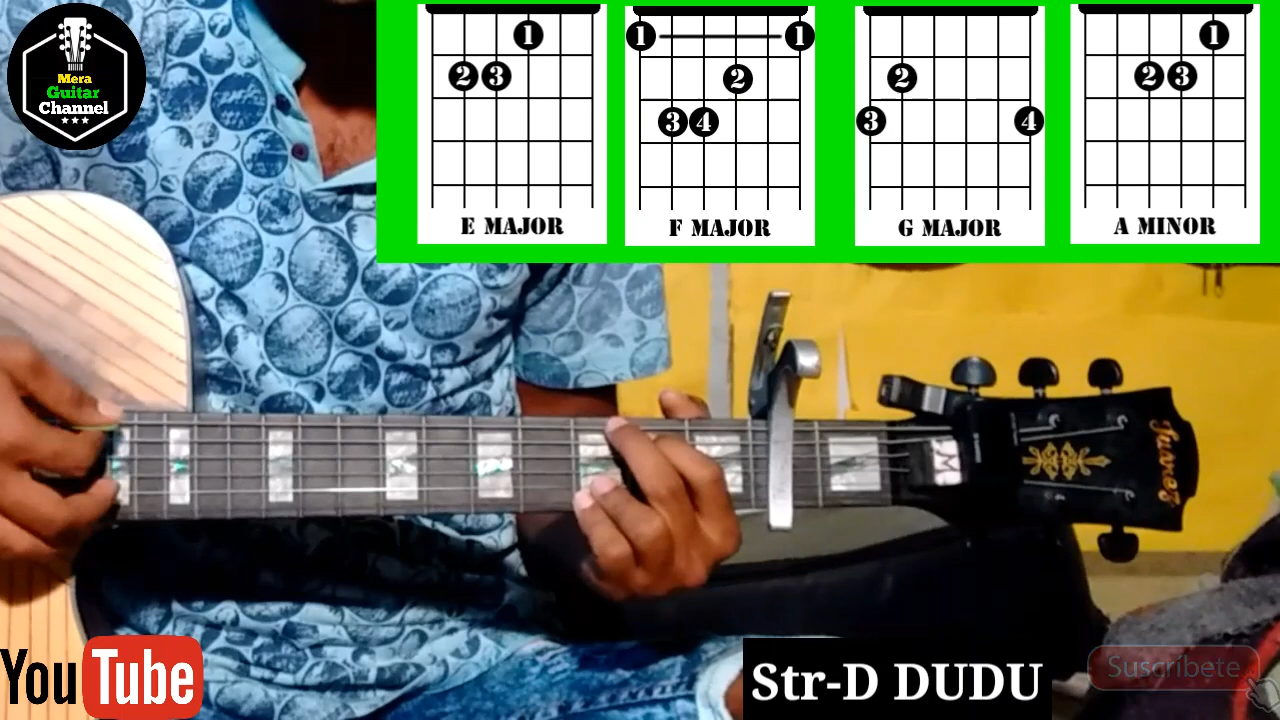 Mera
Guitar
Channel
1
2 3
E MAJOR
1 1
2
3 4
F MAJOR
2
3 4
G MAJOR
1
2 3
A MINOR
Juarez
M
YouTube
Str-D DUDU
Suscríbete